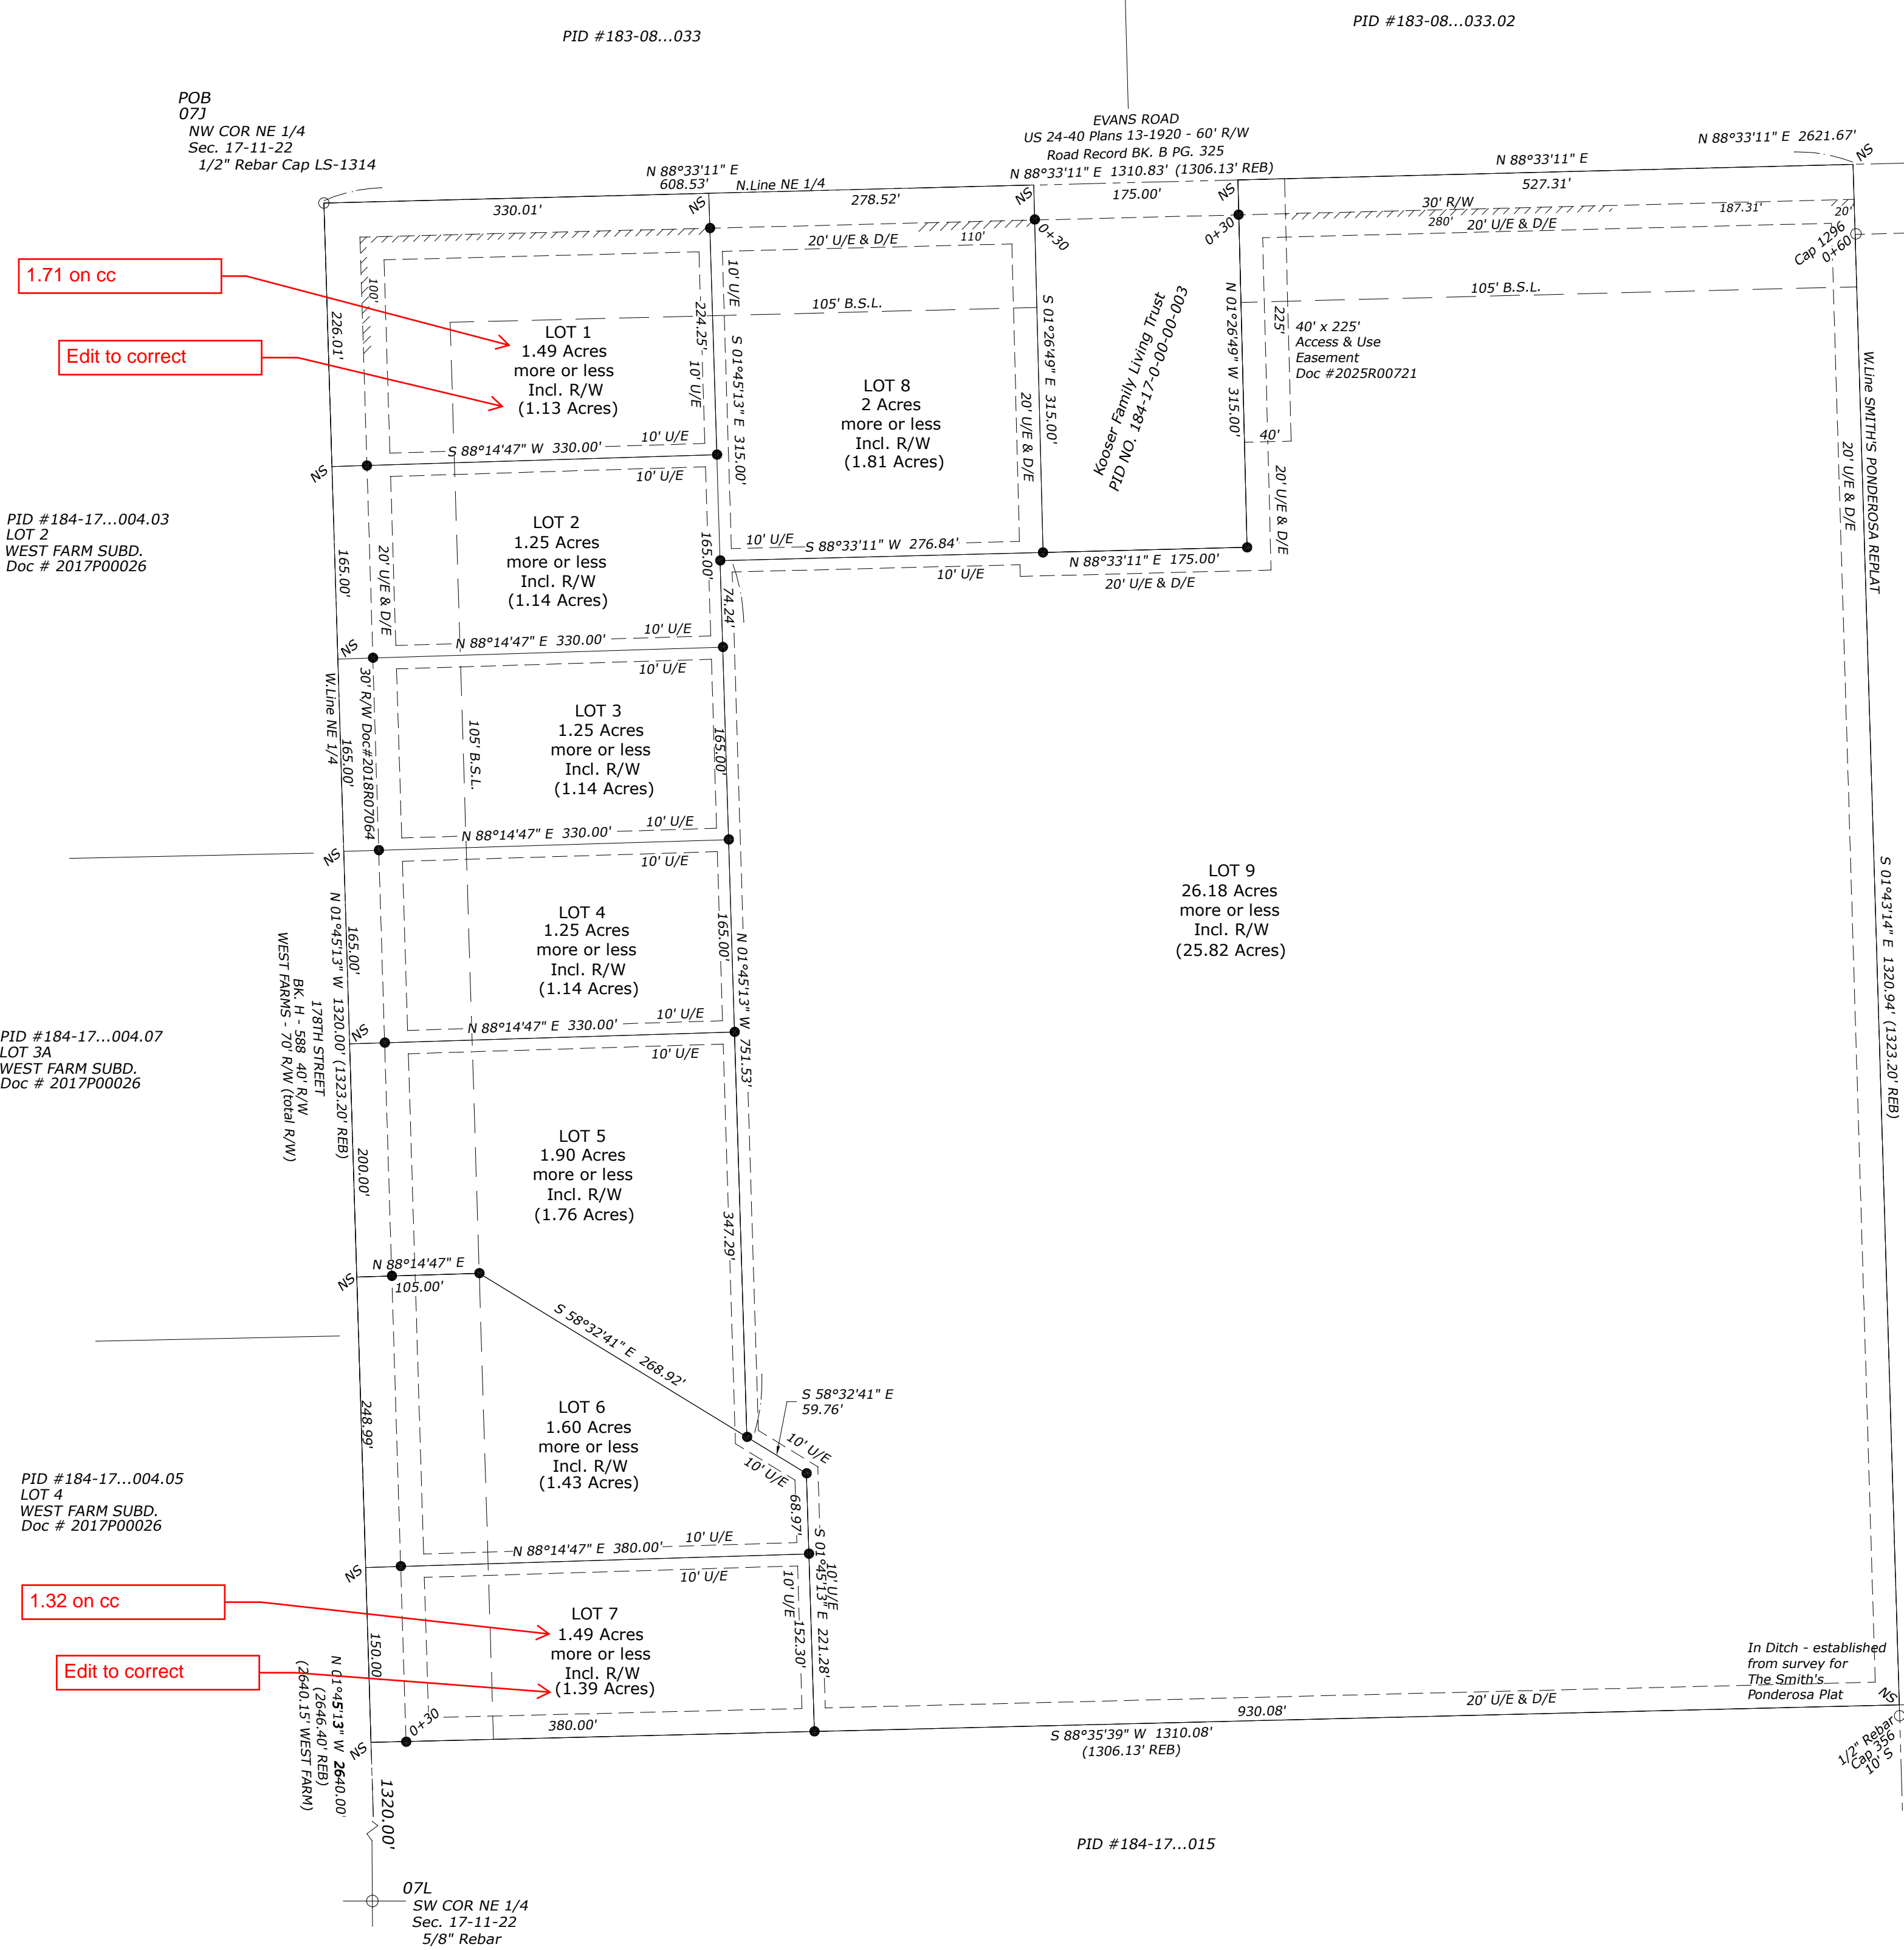 PID #183-08...033
PID #183-08...033.02
POB
07J
NW COR NE 1/4
Sec. 17-11-22
1/2" Rebar Cap LS-1314
EVANS ROAD
US 24-40 Plans 13-1920 - 60' R/W
Road Record BK. B PG. 325
N 88°33'11" E 1310.83' (1306.13' REB)
N 88°33'11" E 2621.67'
NS
N 88°33'11" E
608.53'
N.Line NE 1/4
N 88°33'11" E
330.01'
NS
278.52'
NS
175.00'
NS
527.31'
30' R/W
187.31'
20'
280'
20' U/E & D/E
Cap 1296
0+60
20' U/E & D/E
110'
0+30
0+30
1.71 on cc
Edit to correct
100'
226.01'
105' B.S.L.
105' B.S.L.
LOT 1
1.49 Acres
more or less
Incl. R/W
(1.13 Acres)
224.25'
10' U/E
10' U/E
S 01°45'13" E 315.00'
LOT 8
2 Acres
more or less
Incl. R/W
(1.81 Acres)
20' U/E & D/E
S 01°26'49" E 315.00'
Kooser Family Living Trust
PID NO. 184-17-0-00-00-003
N 01°26'49" W 315.00'
225'
40' x 225'
Access & Use
Easement
Doc #2025R00721
40'
20' U/E & D/E
W.Line SMITH'S PONDEROSA REPLAT
20' U/E & D/E
10' U/E
S 88°14'47" W 330.00'
NS
10' U/E
PID #184-17...004.03
LOT 2
WEST FARM SUBD.
Doc # 2017P00026
165.00'
20' U/E & D/E
LOT 2
1.25 Acres
more or less
Incl. R/W
(1.14 Acres)
165.00'
10' U/E
S 88°33'11" W 276.84'
N 88°33'11" E 175.00'
10' U/E
20' U/E & D/E
74.24'
10' U/E
N 88°14'47" E 330.00'
NS
10' U/E
W.Line NE 1/4
165.00'
30' R/W Doc#2018R07064
105' B.S.L.
LOT 3
1.25 Acres
more or less
Incl. R/W
(1.14 Acres)
165.00'
10' U/E
N 88°14'47" E 330.00'
NS
10' U/E
LOT 4
1.25 Acres
more or less
Incl. R/W
(1.14 Acres)
165.00'
165.00'
N 01°45'13" W 751.53'
LOT 9
26.18 Acres
more or less
Incl. R/W
(25.82 Acres)
S 01°43'14" E 1320.94' (1323.20' REB)
N 01°45'13" W 1320.00' (1323.20' REB)
178TH STREET
BK. H - 588 40' R/W
WEST FARMS - 70' R/W (total R/W)
10' U/E
N 88°14'47" E 330.00'
NS
10' U/E
PID #184-17...004.07
LOT 3A
WEST FARM SUBD.
Doc # 2017P00026
200.00'
LOT 5
1.90 Acres
more or less
Incl. R/W
(1.76 Acres)
347.29'
N 88°14'47" E
105.00'
NS
S 58°32'41" E 268.92'
S 58°32'41" E
59.76'
10' U/E
10' U/E
248.99'
LOT 6
1.60 Acres
more or less
Incl. R/W
(1.43 Acres)
68.97'
PID #184-17...004.05
LOT 4
WEST FARM SUBD.
Doc # 2017P00026
10' U/E
N 88°14'47" E 380.00'
NS
10' U/E
1.32 on cc
Edit to correct
150.00'
LOT 7
1.49 Acres
more or less
Incl. R/W
(1.39 Acres)
10' U/E
152.30'
S 01°45'13" E 221.28'
10' U/E
0+30
380.00'
NS
20' U/E & D/E
930.08'
S 88°35'39" W 1310.08'
(1306.13' REB)
In Ditch - established
from survey for
The Smith's
Ponderosa Plat
NS
1/2" Rebar
Cap 356
10' S
N 01°45'13" W 2640.00'
(2646.40' REB)
(2640.15' WEST FARM)
1320.00'
PID #184-17...015
07L
SW COR NE 1/4
Sec. 17-11-22
5/8" Rebar